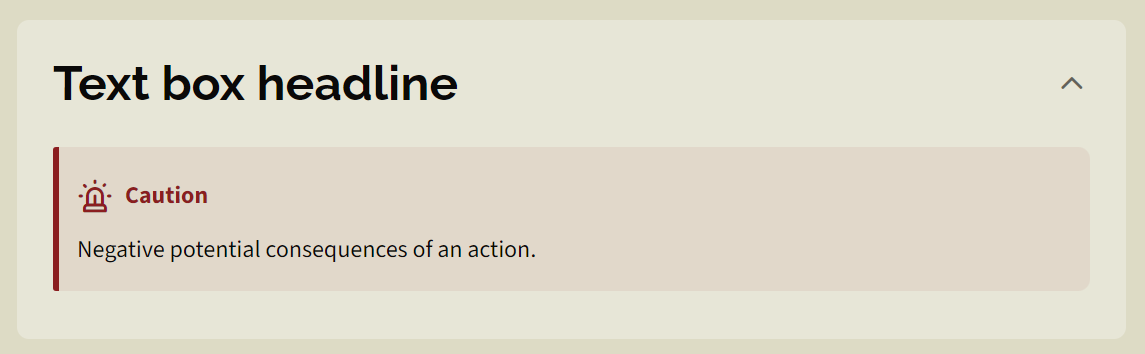 Text box headline
Caution
Negative potential consequences of an action.